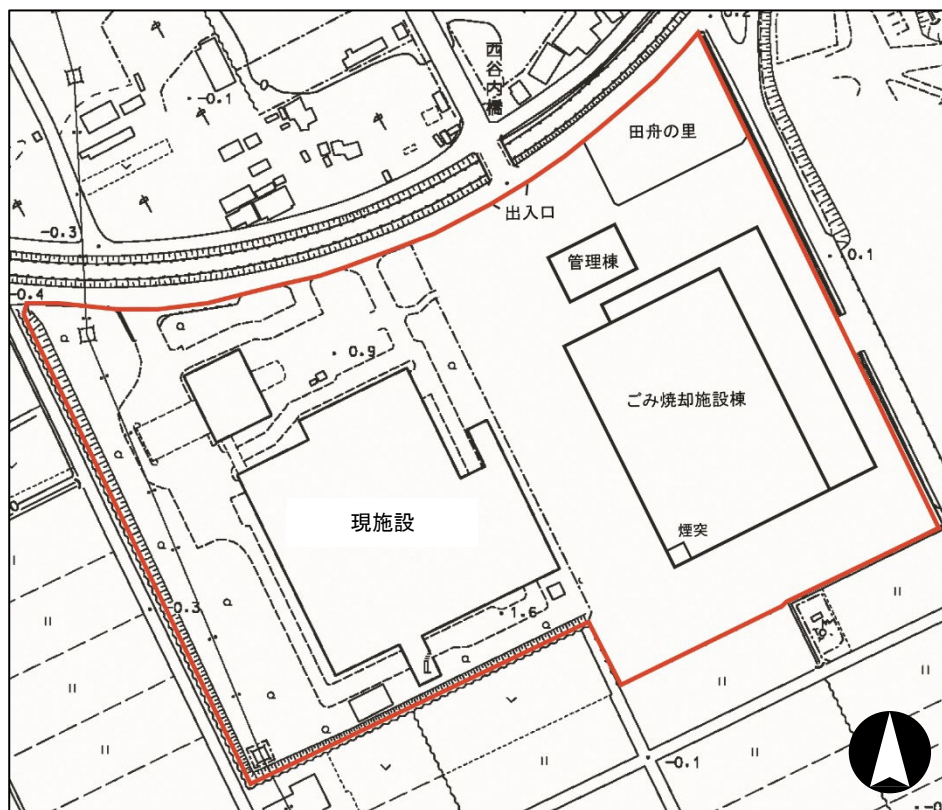 -0.2
西谷内橋
-0.1
田舟の里
出入口
-0.3
管理棟
0.1
-0.4
0.9
ごみ焼却施設棟
現施設
煙突
-0.3
1.6
-0.1